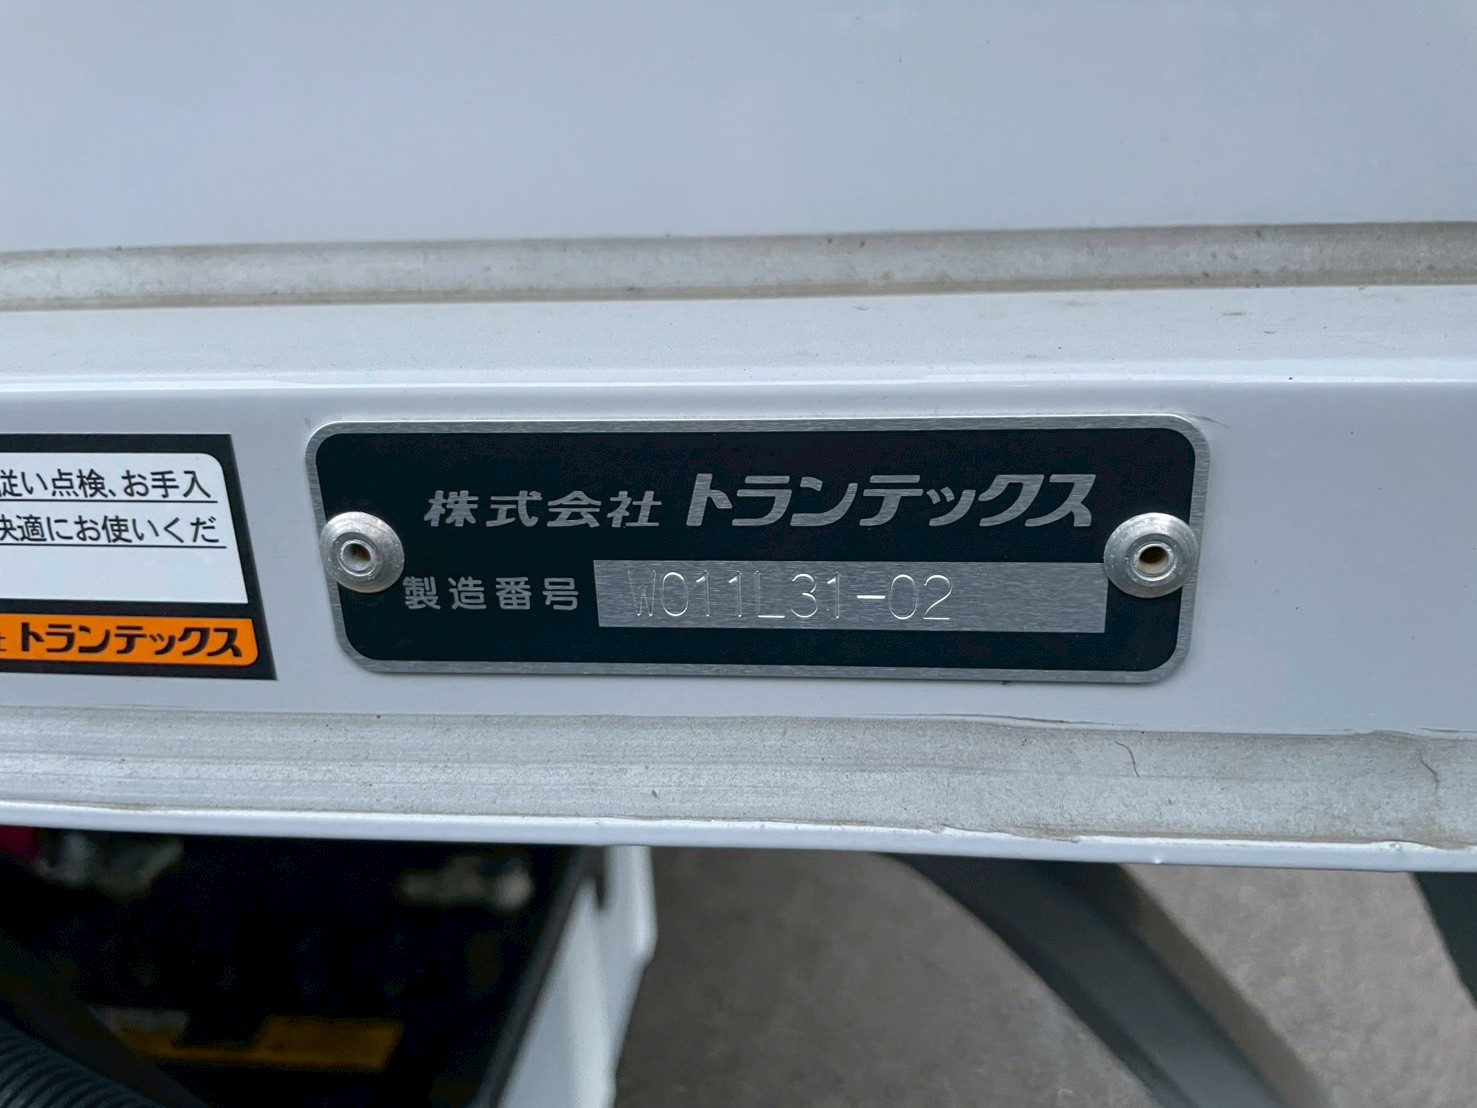 従い点検、お手入
快適にお使いくだ
トランテックス
株式会社 トランテックス
製造番号 W011L31-02